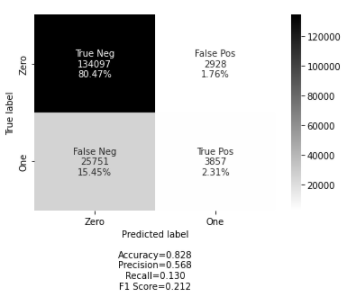 True Neg
134097
80.47%
False Pos
2928
1.76%
False Neg
25751
15.45%
True Pos
3857
2.31%
Zero
One
True label
Zero
One
Predicted label
120000
100000
80000
60000
40000
20000
Accuracy=0.828
Precision=0.568
Recall=0.130
F1 Score=0.212